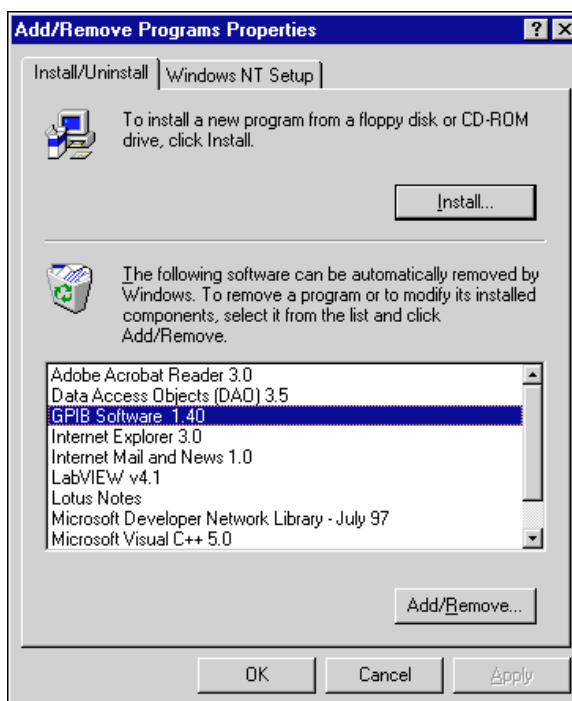 Add/Remove Programs Properties
Install/Uninstall
Windows NT Setup
To install a new program from a floppy disk or CD-ROM
drive, click Install.
Install...
The following software can be automatically removed by
Windows. To remove a program or to modify its installed
components, select it from the list and click
Add/Remove.
Adobe Acrobat Reader 3.0
Data Access Objects (DAO) 3.5
GPIB Software  1.40
Internet Explorer 3.0
Internet Mail and News 1.0
LabVIEW v4.1
Lotus Notes
Microsoft Developer Network Library - July 97
Microsoft Visual C++ 5.0
Add/Remove...
OK
Cancel
Apply